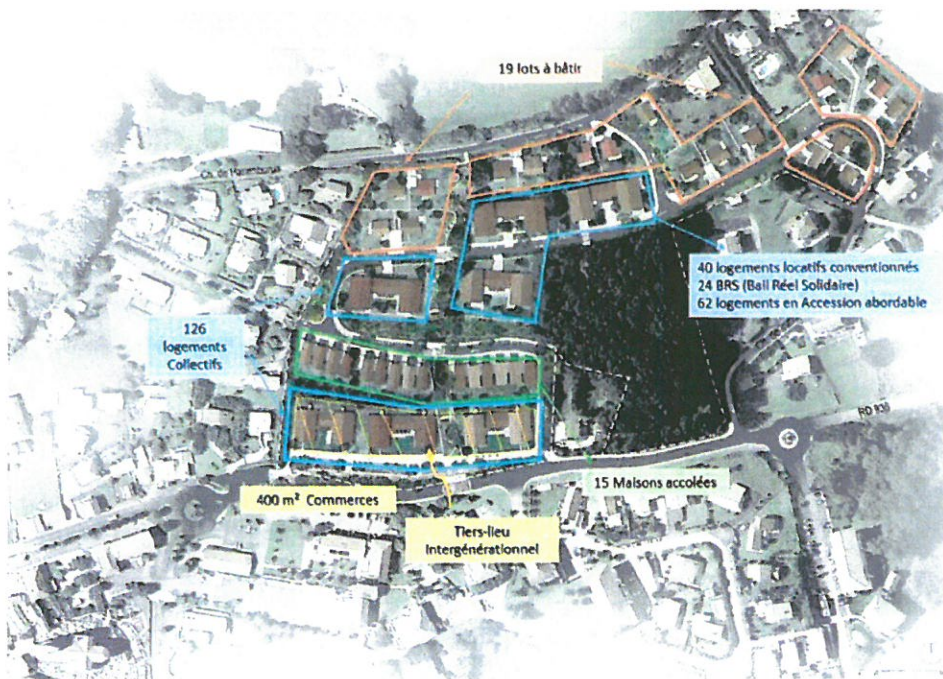 19 lots à bâtir
40 logements locatifs conventionnés
24 BRS (Bail Réel Solidaire)
62 logements en Accession abordable
126
logements
Collectifs
RD 936
15 Maisons accolées
400 m² Commerces
Tiers-lieu
Intergénérationnel